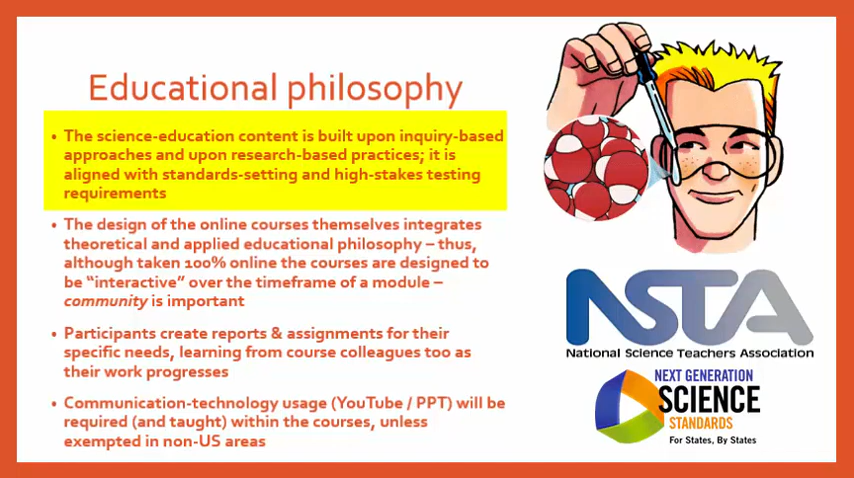 Educational philosophy
• The science-education content is built upon inquiry-based
approaches and upon research-based practices; it is
aligned with standards-setting and high-stakes testing
requirements
• The design of the online courses themselves integrates
theoretical and applied educational philosophy – thus,
although taken 100% online the courses are designed to
be “interactive” over the timeframe of a module –
community is important
• Participants create reports & assignments for their
specific needs, learning from course colleagues too as
their work progresses
• Communication-technology usage (YouTube / PPT) will be
required (and taught) within the courses, unless
exempted in non-US areas
NSTA
National Science Teachers Association
NEXT GENERATION
SCIENCE
STANDARDS
For States, By States